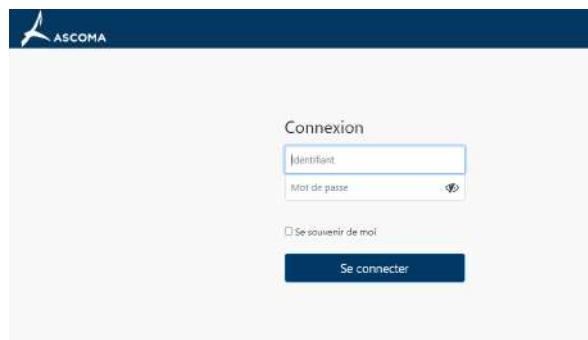 ASCOMA
Connexion
Identifiant
Mot de passe
Se souvenir de moi
Se connecter